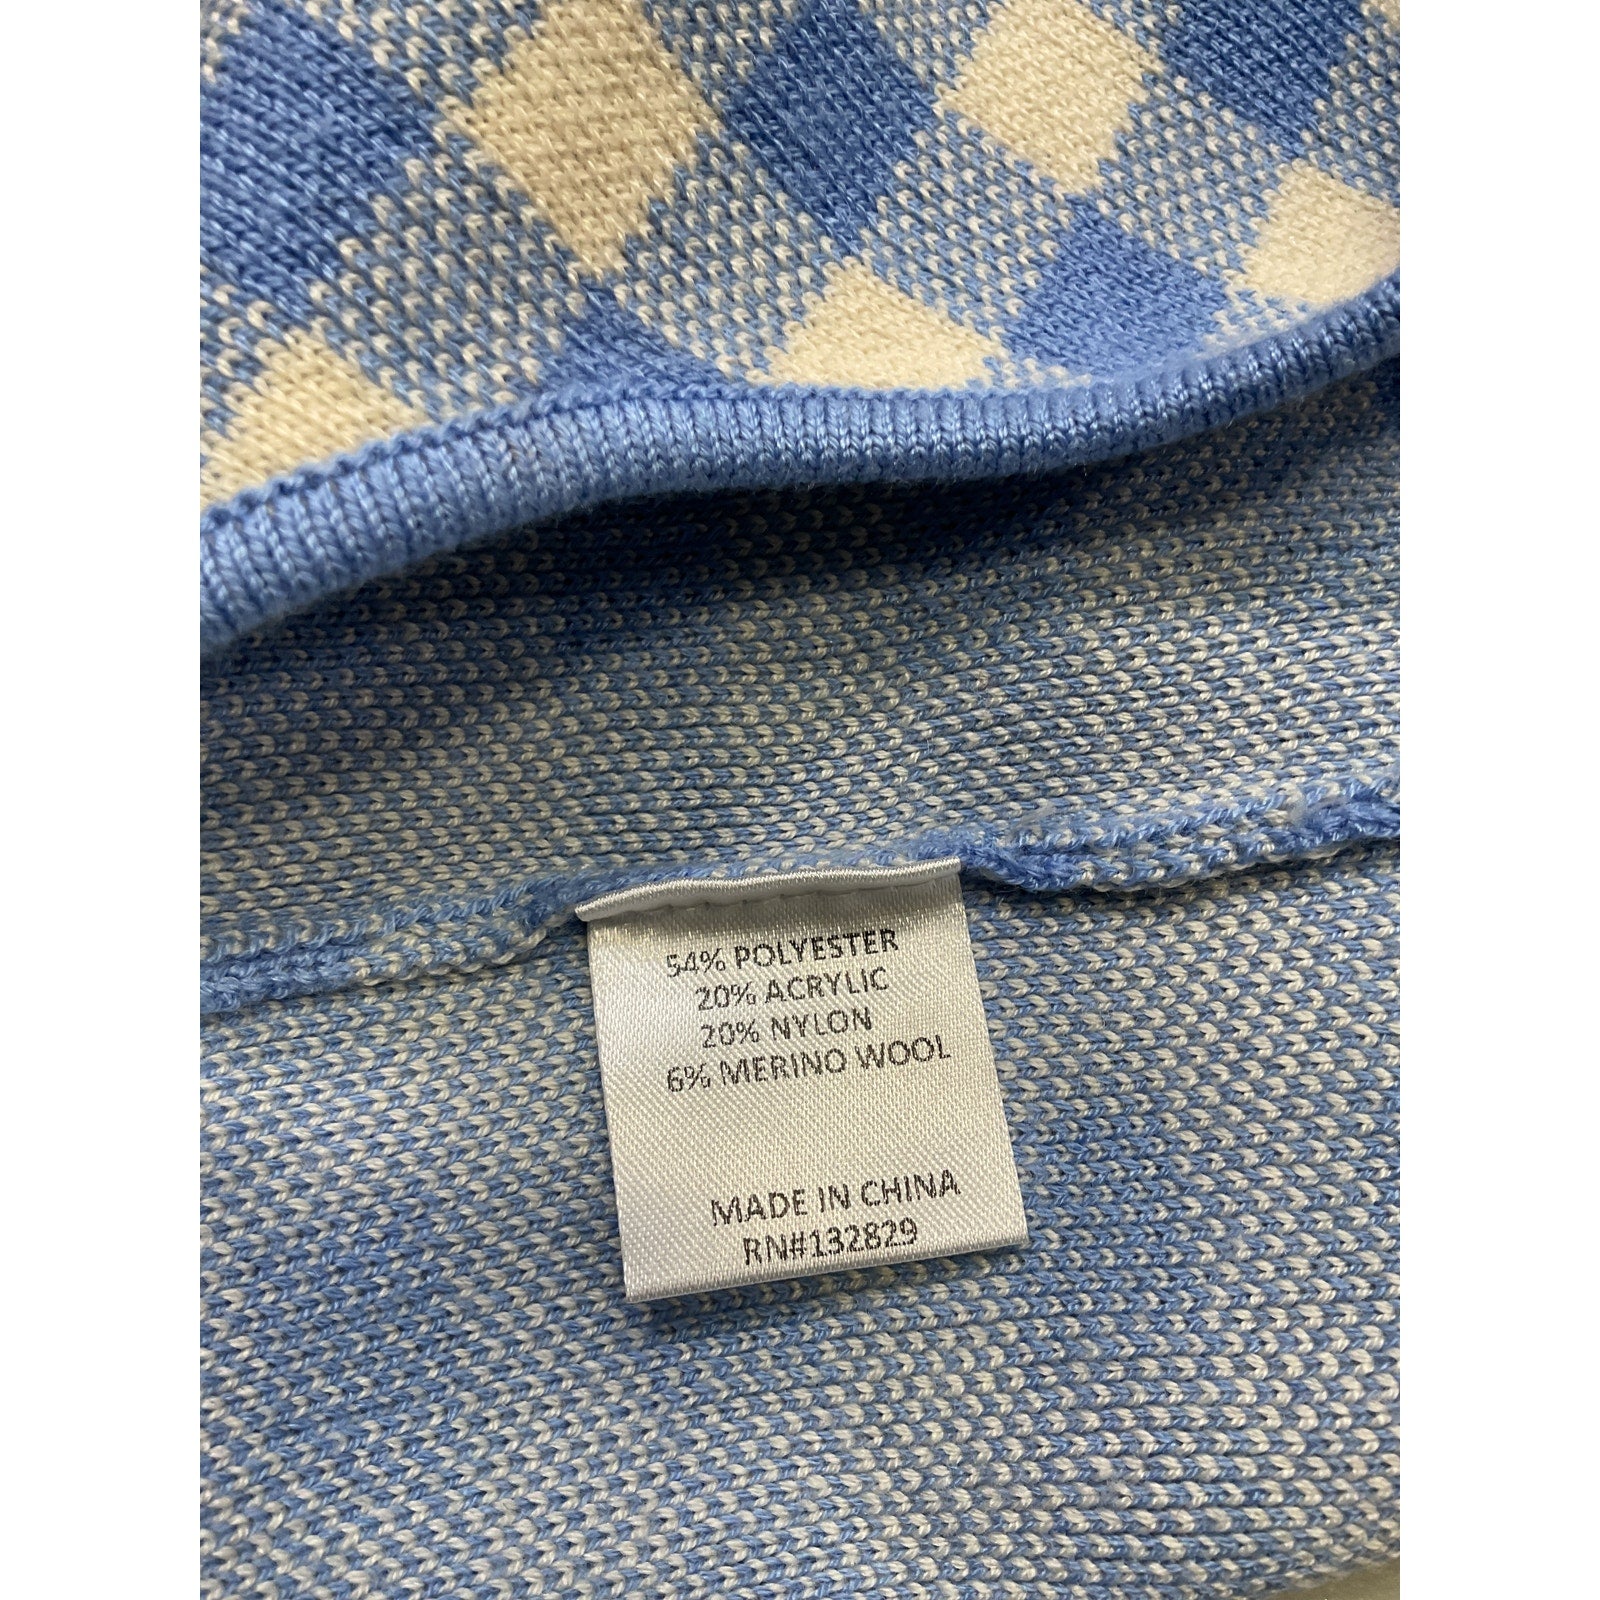 54% POLYESTER
20% ACRYLIC
20% NYLON
6% MERINO WOOL
MADE IN CHINA
RN#132829